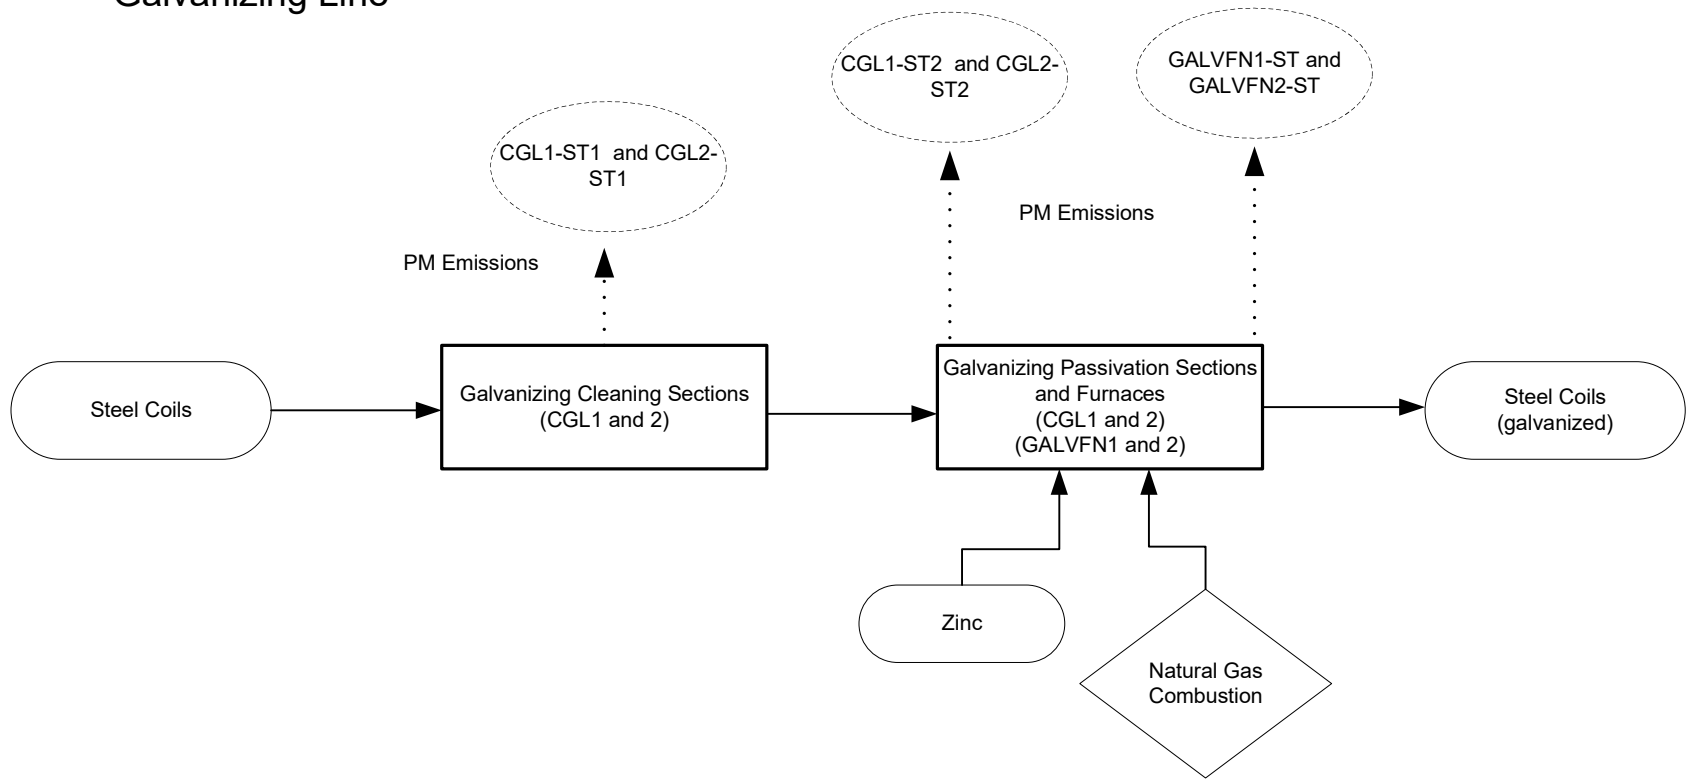 Galvanizing Line
CGL1-ST2 and CGL2-
ST2
GALVFN1-ST and
GALVFN2-ST
CGL1-ST1 and CGL2-
ST1
PM Emissions
PM Emissions
Steel Coils
Galvanizing Cleaning Sections
(CGL1 and 2)
Galvanizing Passivation Sections
and Furnaces
(CGL1 and 2)
(GALVFN1 and 2)
Steel Coils
(galvanized)
Zinc
Natural Gas
Combustion